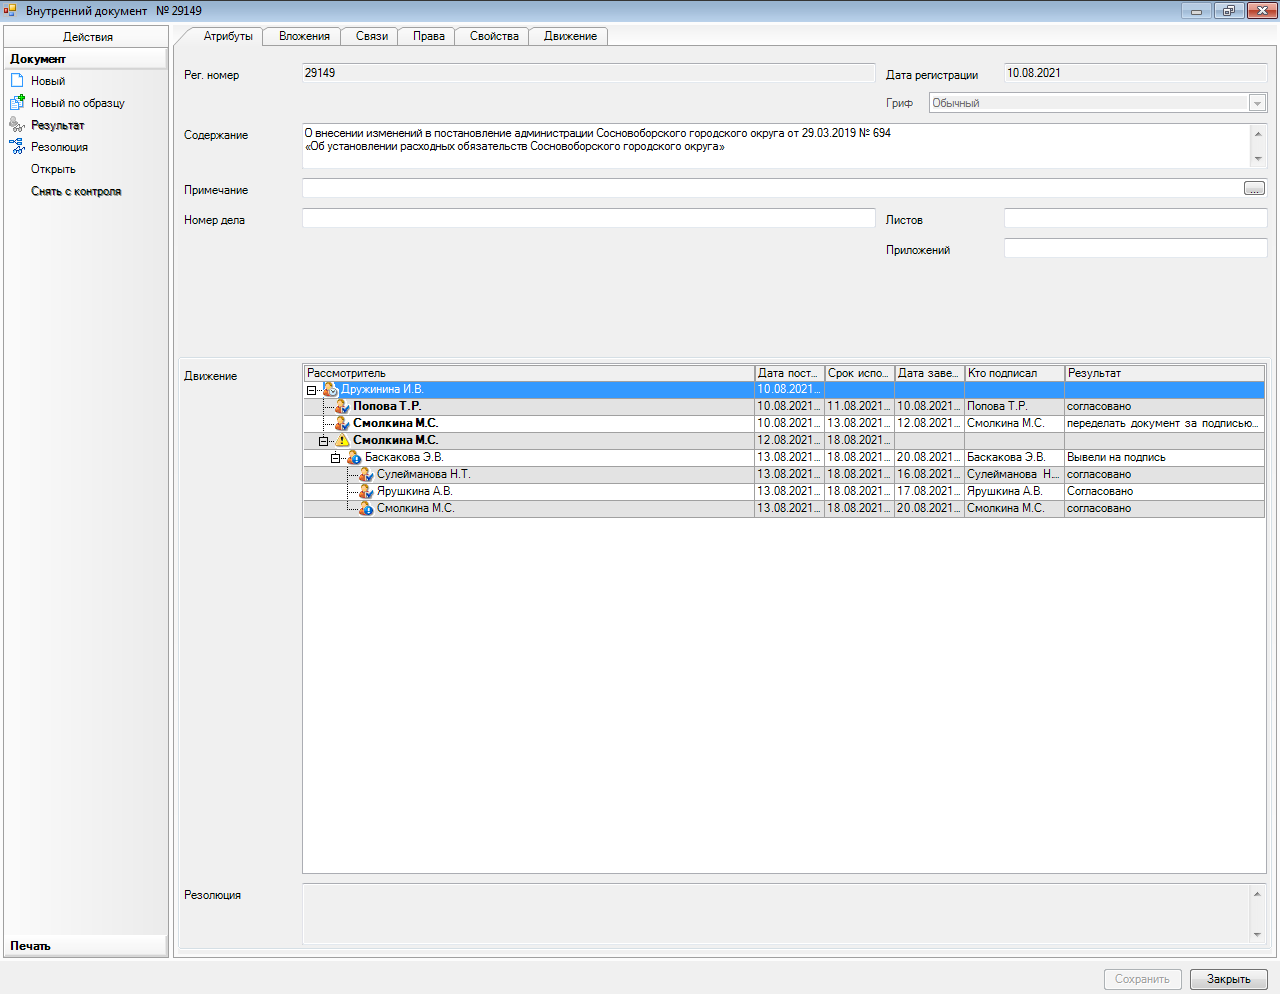 Внутренний документ № 29149
Действия
Документ
Новый
Новый по образцу
Результат
Резолюция
Открыть
Снять с контроля
Печать
Атрибуты Вложения Связи Права Свойства Движение
Рег. номер 29149 Дата регистрации 10.08.2021
Гриф Обычный
Содержание О внесении изменений в постановление администрации Сосновоборского городского округа от 29.03.2019 № 694
«Об установлении расходных обязательств Сосновоборского городского округа»
Примечание ...
Номер дела Листов
Приложений
Движение
Рассмотритель Дата пост... Срок испо... Дата заве... Кто подписал Результат
Дружинина И.В. 10.08.2021...
Попова Т.Р. 10.08.2021... 11.08.2021... 10.08.2021... Попова Т.Р. согласовано
Смолкина М.С. 10.08.2021... 13.08.2021... 12.08.2021... Смолкина М.С. переделать документ за подписью...
Смолкина М.С. 12.08.2021... 18.08.2021...
Баскакова Э.В. 13.08.2021... 18.08.2021... 20.08.2021... Баскакова Э.В. Вывели на подпись
Сулейманова Н.Т. 13.08.2021... 18.08.2021... 16.08.2021... Сулейманова Н... согласовано
Ярушкина А.В. 13.08.2021... 18.08.2021... 17.08.2021... Ярушкина А.В. Согласовано
Смолкина М.С. 13.08.2021... 18.08.2021... 20.08.2021... Смолкина М.С. согласовано
Резолюция
Сохранить Закрыть